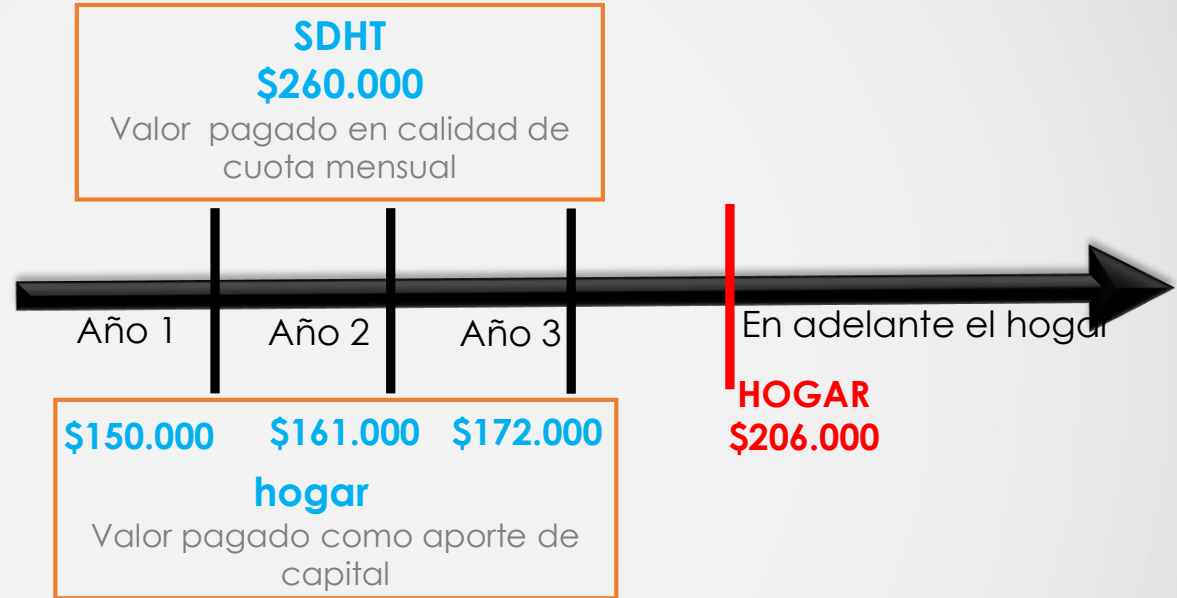 SDHT
$260.000
Valor pagado en calidad de
cuota mensual
Año 1
Año 2
Año 3
En adelante el hogar
$150.000
$161.000
$172.000
hogar
Valor pagado como aporte de
capital
HOGAR
$206.000